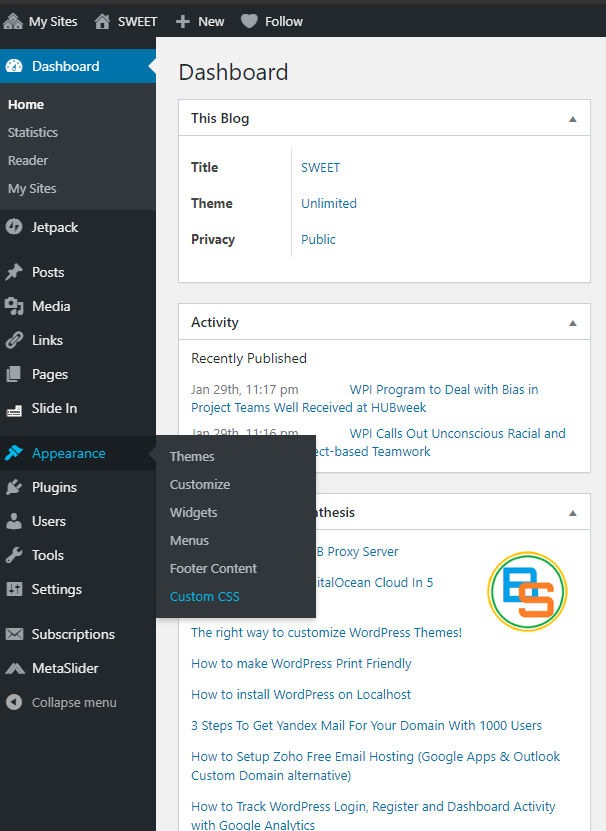 My Sites SWEET New Follow
Dashboard
Home
Statistics
Reader
My Sites
Jetpack
Posts
Media
Links
Pages
Slide In
Appearance
Plugins
Users
Tools
Settings
Subscriptions
MetaSlider
Collapse menu
Themes
Customize
Widgets
Menus
Footer Content
Custom CSS
Dashboard
This Blog
Title SWEET
Theme Unlimited
Privacy Public
Activity
Recently Published
Jan 29th, 11:17 pm WPI Program to Deal with Bias in
Project Teams Well Received at HUBweek
Jan 29th, 11:16 pm WPI Calls Out Unconscious Racial and
ect-based Teamwork
nthesis
B Proxy Server
gitalOcean Cloud In 5
BS
The right way to customize WordPress Themes!
How to make WordPress Print Friendly
How to install WordPress on Localhost
3 Steps To Get Yandex Mail For Your Domain With 1000 Users
How to Setup Zoho Free Email Hosting (Google Apps & Outlook
Custom Domain alternative)
How to Track WordPress Login, Register and Dashboard Activity
with Google Analytics